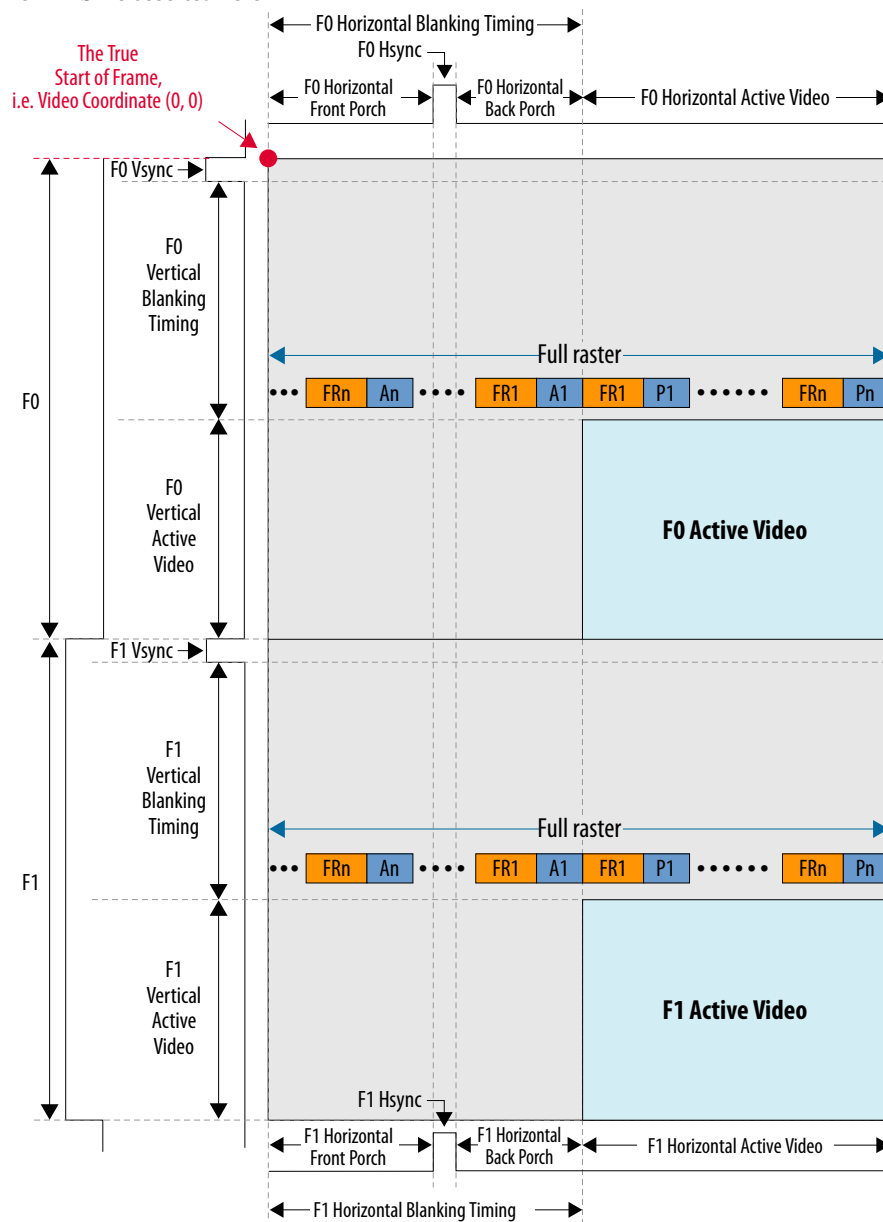 F0 Horizontal Blanking Timing
F0 Hsync
The True
Start of Frame,
i.e. Video Coordinate (0, 0)
F0 Horizontal
Front Porch
F0 Horizontal
Back Porch
F0 Horizontal Active Video
F0 Vsync
F0
Vertical
Blanking
Timing
Full raster
FRn An FR1 A1 FR1 P1 FRn Pn
F0
F0
Vertical
Active
Video
F0 Active Video
F1 Vsync
F1
Vertical
Blanking
Timing
Full raster
FRn An FR1 A1 FR1 P1 FRn Pn
F1
F1
Vertical
Active
Video
F1 Active Video
F1 Hsync
F1 Horizontal
Front Porch
F1 Horizontal
Back Porch
F1 Horizontal Active Video
F1 Horizontal Blanking Timing